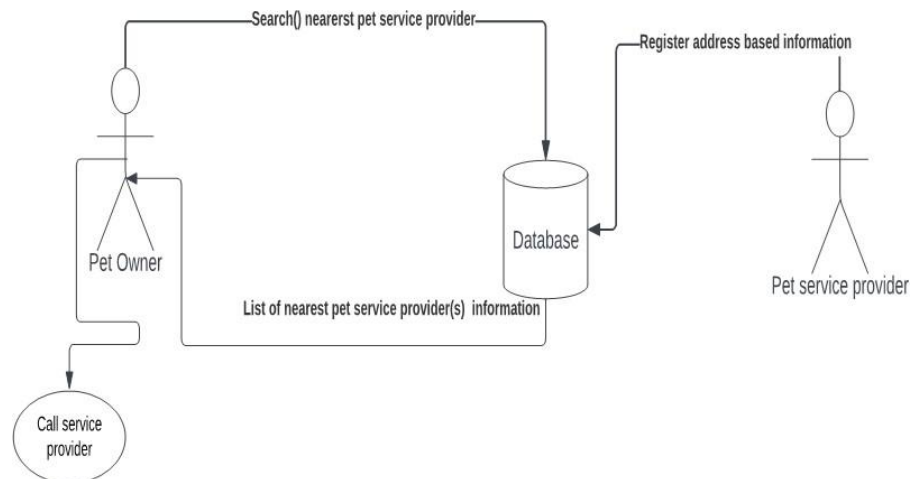 Search() nearerst pet service provider
Register address based information
Database
Pet Owner
Pet service provider
List of nearest pet service provider(s) information
Call service
provider